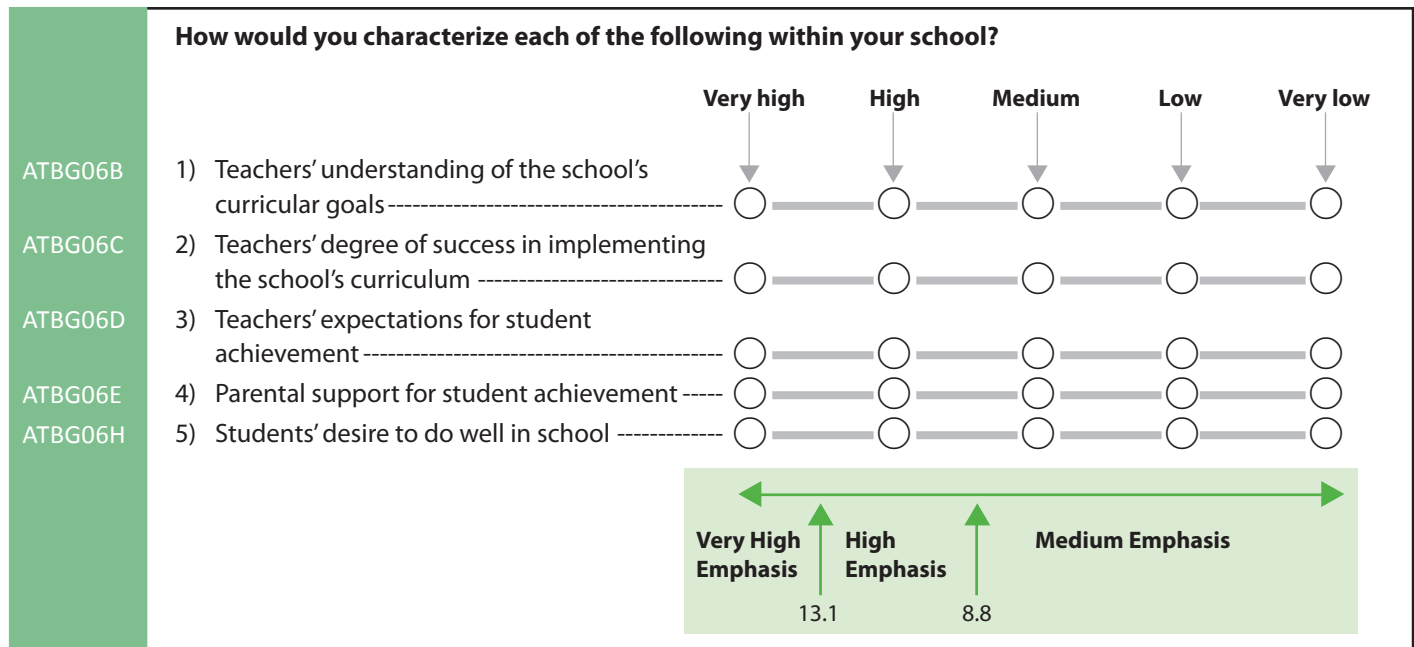 How would you characterize each of the following within your school?
Very high High Medium Low Very low
ATBG06B 1) Teachers’ understanding of the school’s
curricular goals
ATBG06C 2) Teachers’ degree of success in implementing
the school’s curriculum
ATBG06D 3) Teachers’ expectations for student
achievement
ATBG06E 4) Parental support for student achievement
ATBG06H 5) Students’ desire to do well in school
Very High High Medium Emphasis
Emphasis Emphasis
13.1 8.8